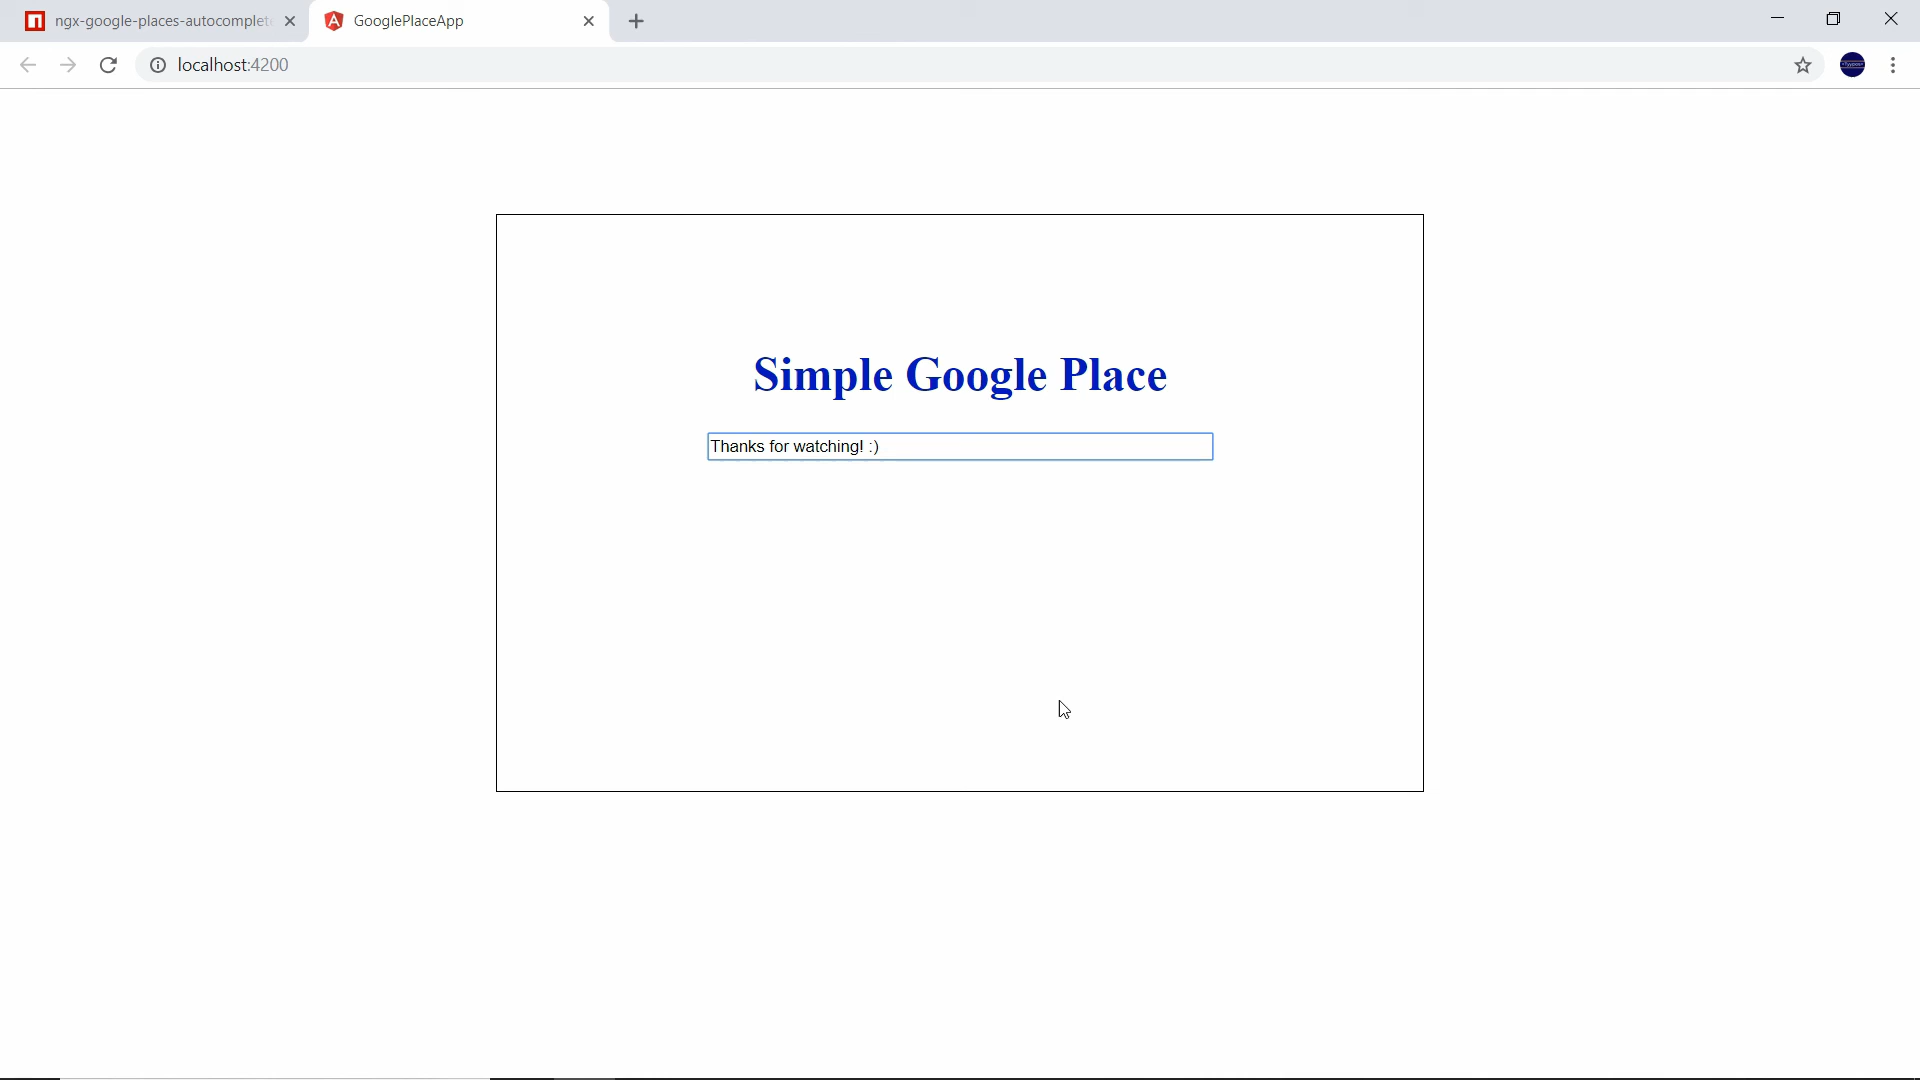 ngx-google-places-autocomplet
GooglePlaceApp
localhost:4200
Simple Google Place
Thanks for watching! :)